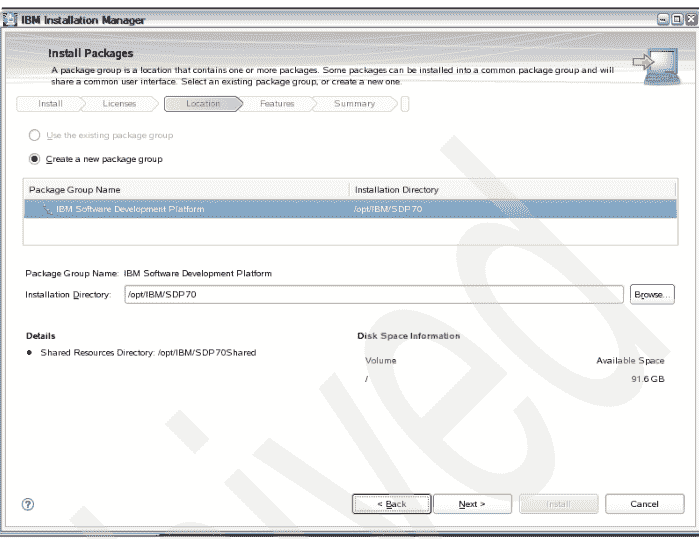 IBM Installation Manager
Install Packages
A package group is a location that contains one or more packages. Some packages can be installed into a common package group and will
share a common user interface. Select an existing package group, or create a new one.
Install Licenses Location Features Summary
Use the existing package group
Create a new package group
Package Group Name Installation Directory
IBM Software Development Platform /opt/IBM/SDP70
Package Group Name: IBM Software Development Platform
Installation Directory: /opt/IBM/SDP70 Browse...
Details Disk Space Information
Shared Resources Directory: /opt/IBM/SDP70Shared
Volume Available Space
/ 91.6 GB
? < Back Next > Install Cancel